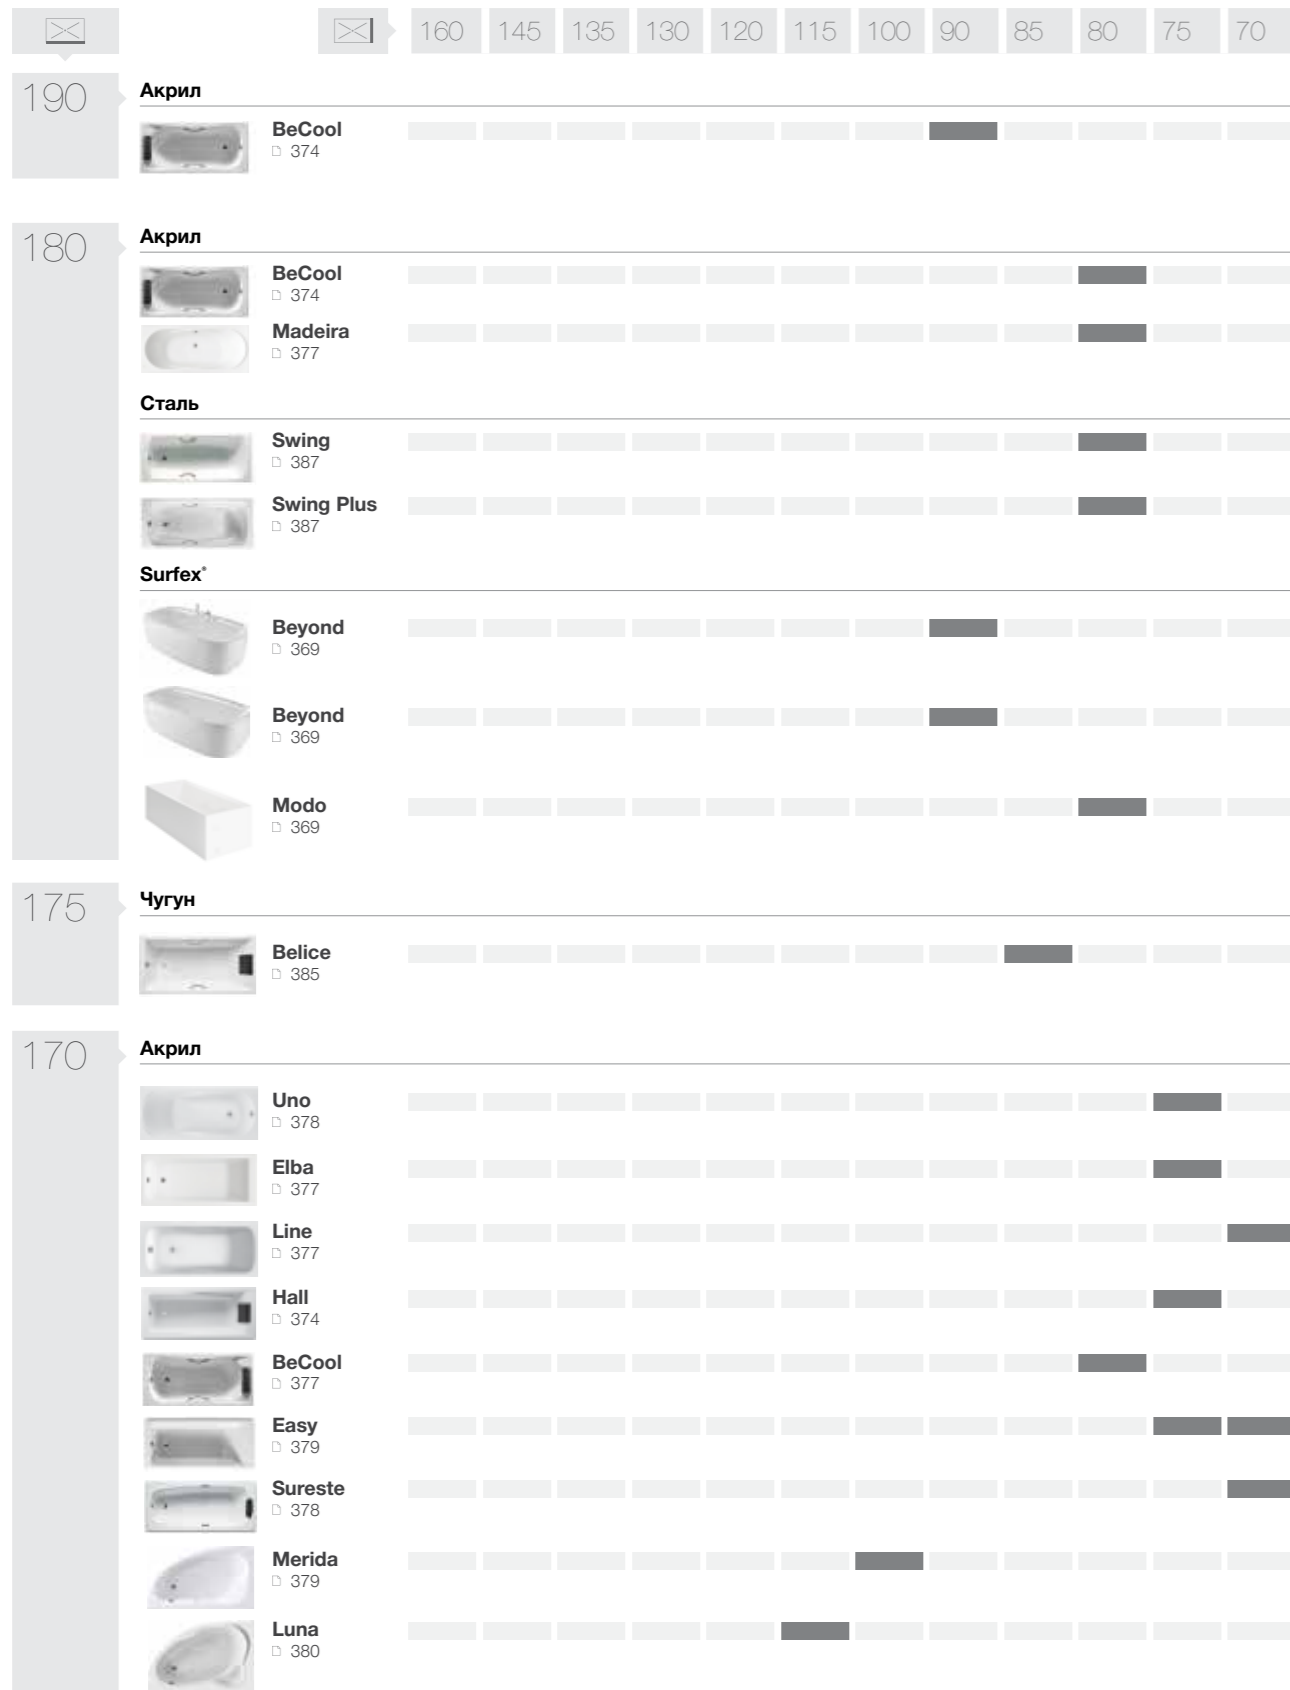 160 145 135 130 120 115 100 90 85 80 75 70
190
Акрил
BeCool
374
180
Акрил
BeCool
374
Madeira
377
Сталь
Swing
387
Swing Plus
387
Surfex®
Beyond
369
Beyond
369
Modo
369
175
Чугун
Belice
385
170
Акрил
Uno
378
Elba
377
Line
377
Hall
374
BeCool
377
Easy
379
Sureste
378
Merida
379
Luna
380